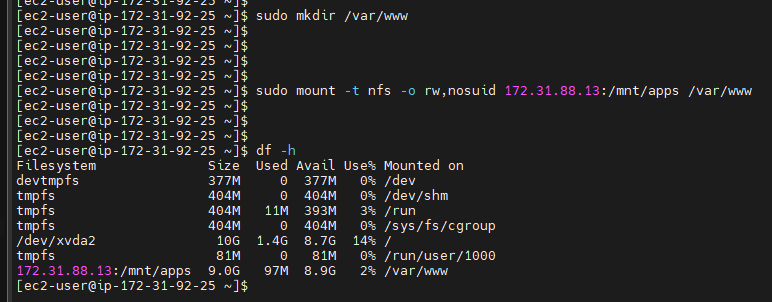 [ec2-user@ip-172-31-92-25 ~]$
[ec2-user@ip-172-31-92-25 ~]$ sudo mkdir /var/www
[ec2-user@ip-172-31-92-25 ~]$
[ec2-user@ip-172-31-92-25 ~]$
[ec2-user@ip-172-31-92-25 ~]$
[ec2-user@ip-172-31-92-25 ~]$
[ec2-user@ip-172-31-92-25 ~]$ sudo mount -t nfs -o rw,nosuid 172.31.88.13:/mnt/apps /var/www
[ec2-user@ip-172-31-92-25 ~]$
[ec2-user@ip-172-31-92-25 ~]$
[ec2-user@ip-172-31-92-25 ~]$
[ec2-user@ip-172-31-92-25 ~]$ df -h
Filesystem Size Used Avail Use% Mounted on
devtmpfs 377M 0 377M 0% /dev
tmpfs 404M 0 404M 0% /dev/shm
tmpfs 404M 11M 393M 3% /run
tmpfs 404M 0 404M 0% /sys/fs/cgroup
/dev/xvda2 10G 1.4G 8.7G 14% /
tmpfs 81M 0 81M 0% /run/user/1000
172.31.88.13:/mnt/apps 9.0G 97M 8.9G 2% /var/www
[ec2-user@ip-172-31-92-25 ~]$